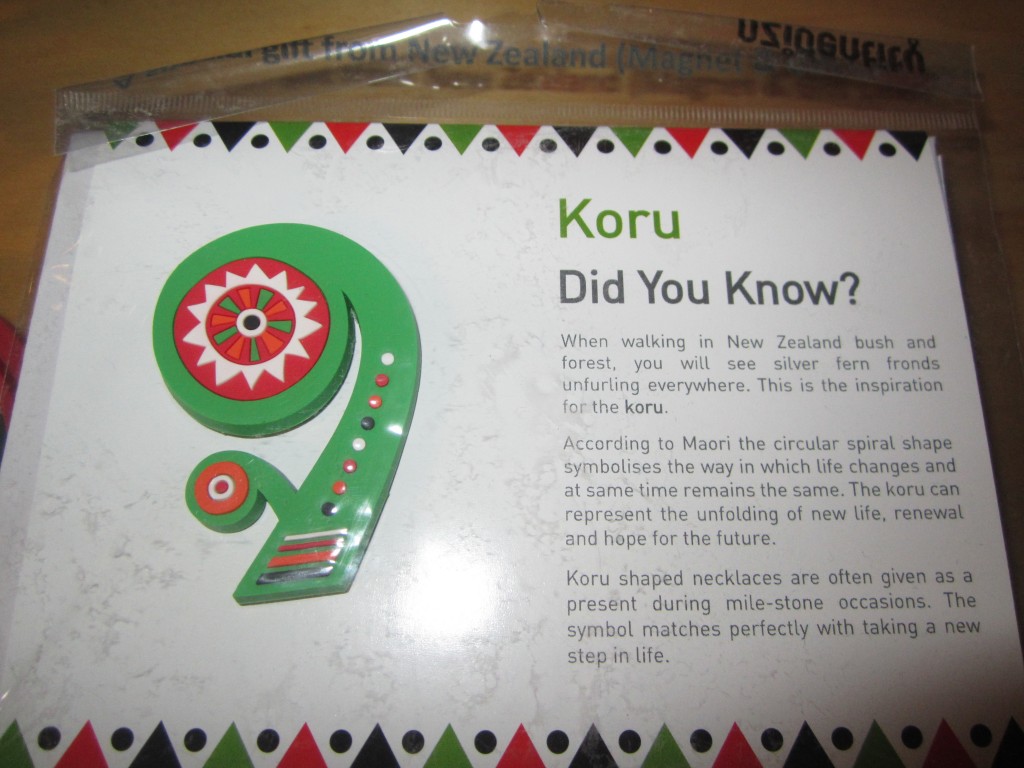 nzidentity
gift from New Zealand (Magnet
Koru
Did You Know?
When walking in New Zealand bush and
forest, you will see silver fern fronds
unfurling everywhere. This is the inspiration
for the koru.
According to Maori the circular spiral shape
symbolises the way in which life changes and
at same time remains the same. The koru can
represent the unfolding of new life, renewal
and hope for the future.
Koru shaped necklaces are often given as a
present during mile-stone occasions. The
symbol matches perfectly with taking a new
step in life.